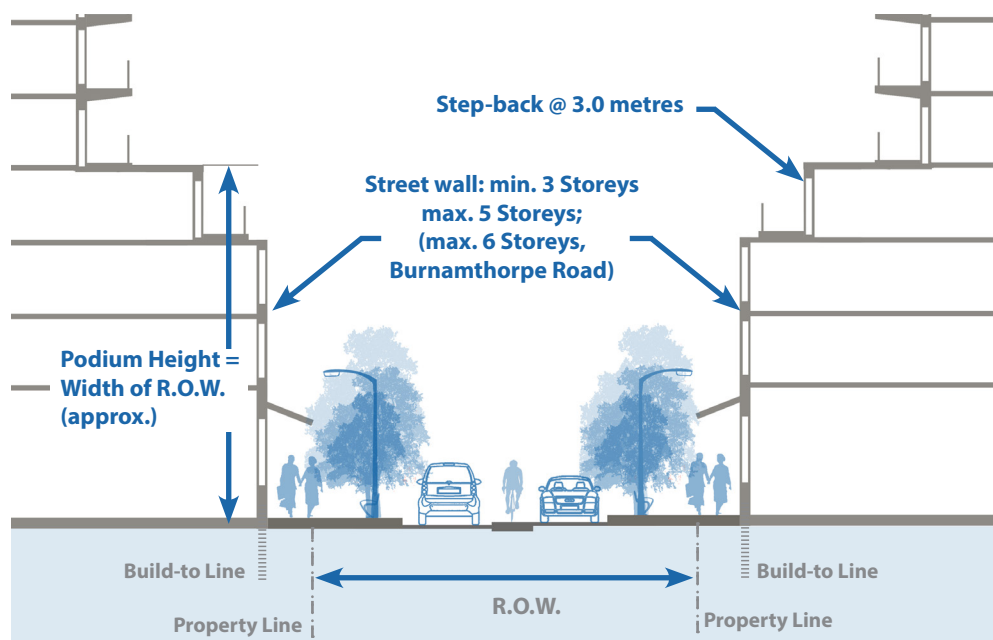 Step-back @ 3.0 metres
Street wall: min. 3 Storeys
max. 5 Storeys;
(max. 6 Storeys,
Burnamthorpe Road)
Podium Height =
Width of R.O.W.
(approx.)
Build-to Line
Build-to Line
R.O.W.
Property Line
Property Line